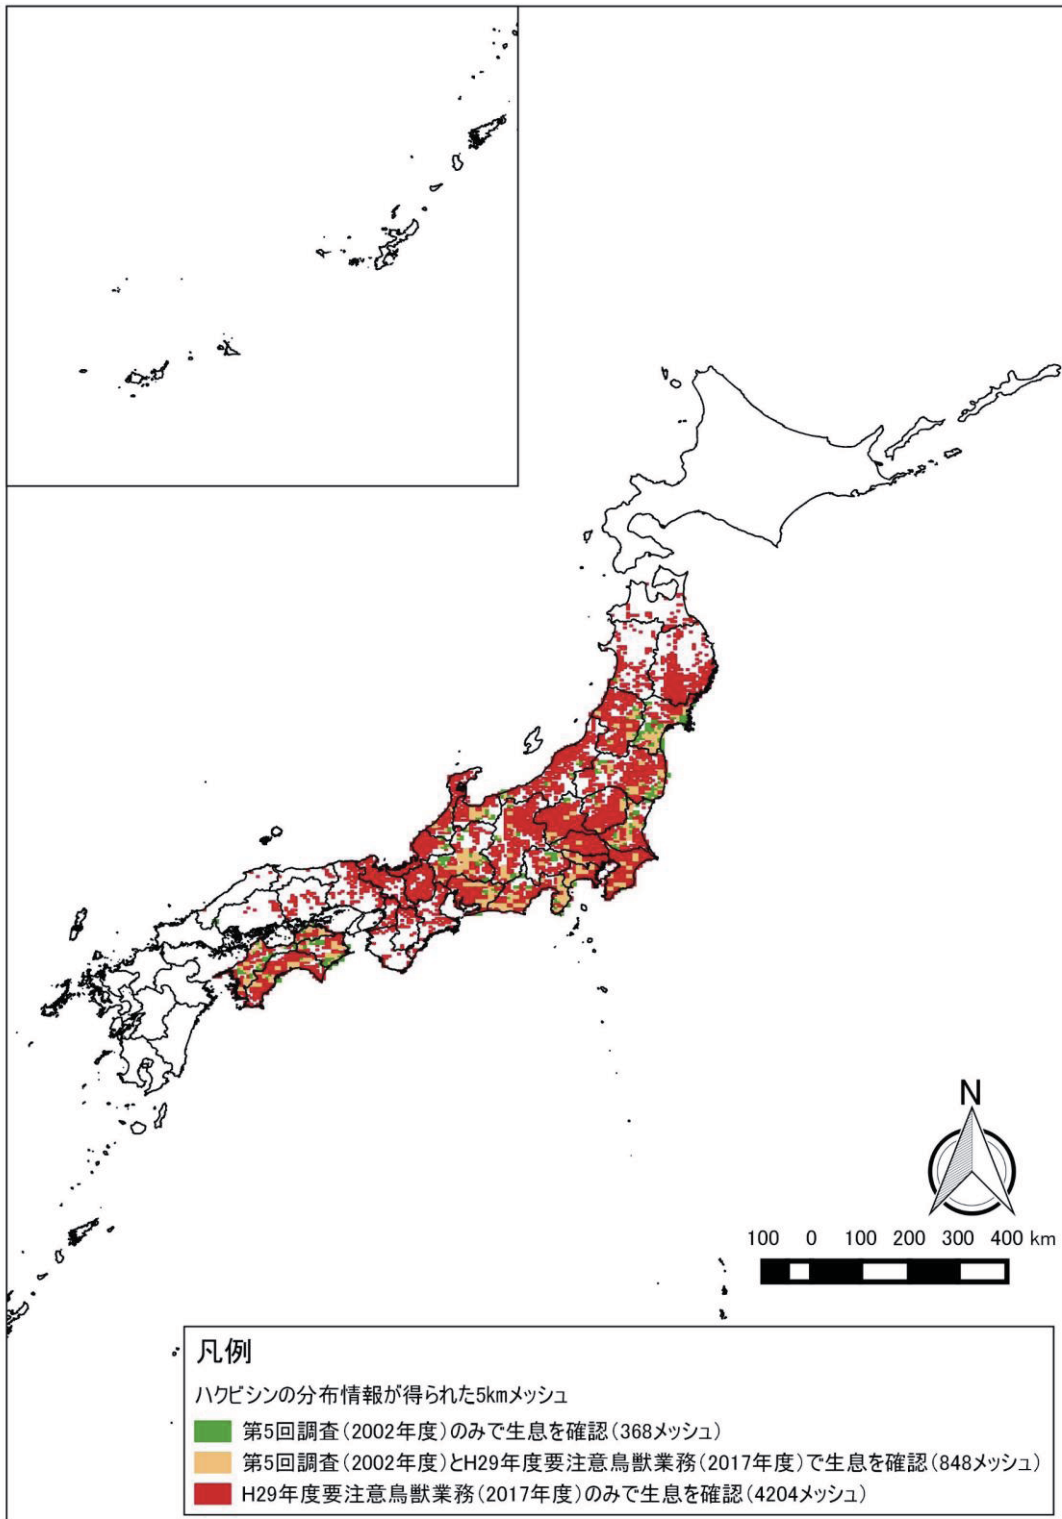 N
100 0 100 200 300 400 km
凡例
ハクビシンの分布情報が得られた5kmメッシュ
第5回調査(2002年度)のみで生息を確認(368メッシュ)
第5回調査(2002年度)とH29年度要注意鳥獣業務(2017年度)で生息を確認(848メッシュ)
H29年度要注意鳥獣業務(2017年度)のみで生息を確認(4204メッシュ)